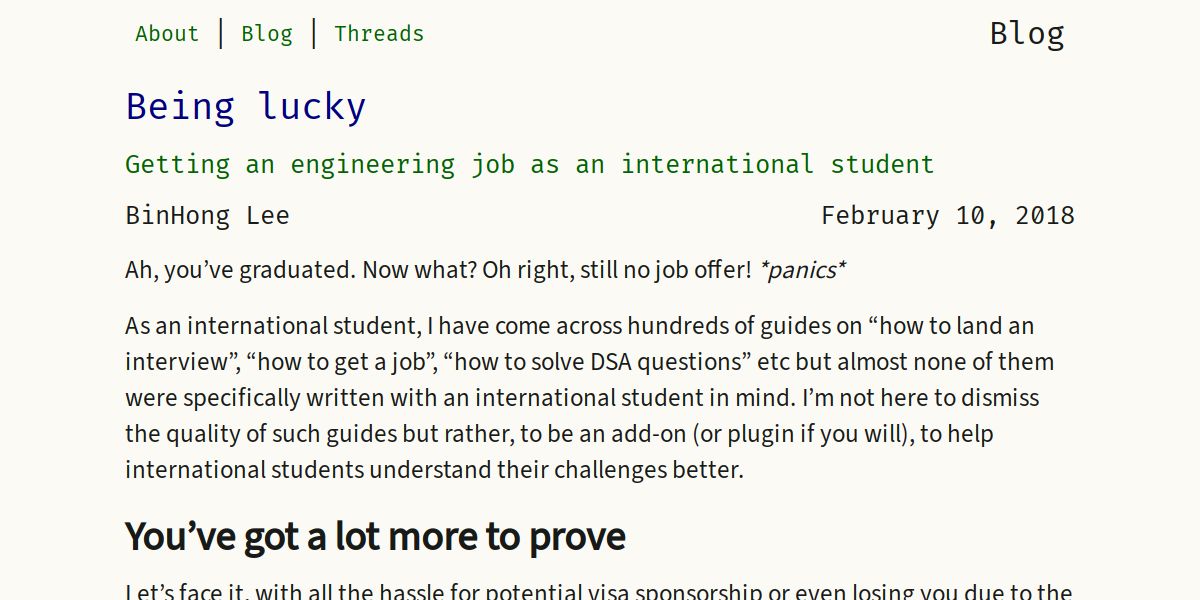 About | Blog | Threads
Blog
Being lucky
Getting an engineering job as an international student
BinHong Lee
February 10, 2018
Ah, you’ve graduated. Now what? Oh right, still no job offer! *panics*
As an international student, I have come across hundreds of guides on “how to land an
interview”, “how to get a job”, “how to solve DSA questions” etc but almost none of them
were specifically written with an international student in mind. I’m not here to dismiss
the quality of such guides but rather, to be an add-on (or plugin if you will), to help
international students understand their challenges better.
You’ve got a lot more to prove
Let’s face it, with all the hassle for potential visa sponsorship or even losing you due to the